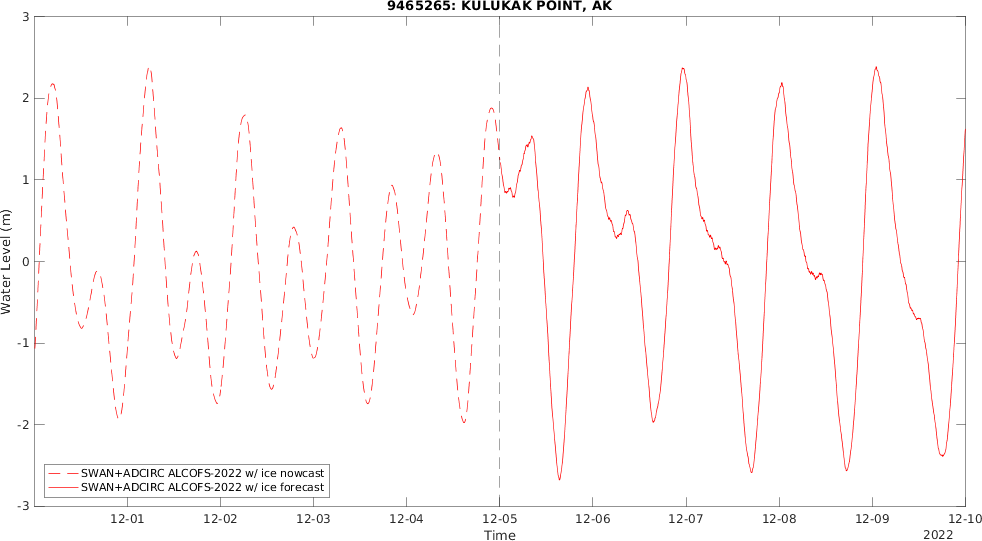 9465265: KULUKAK POINT, AK
3
2
1
0
-1
-2
-3
Water Level (m)
SWAN+ADCIRC ALCOFS-2022 w/ ice nowcast
SWAN+ADCIRC ALCOFS-2022 w/ ice forecast
12-01 12-02 12-03 12-04 12-05 12-06 12-07 12-08 12-09 12-10
Time
2022